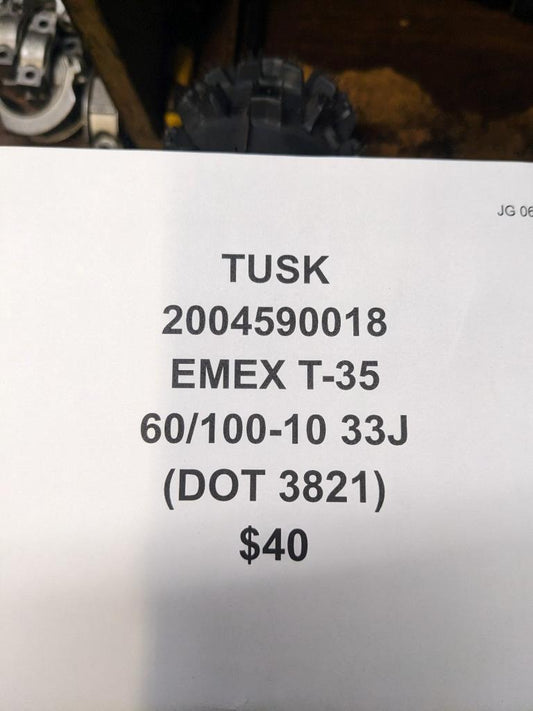 JG 06
TUSK
2004590018
EMEX T-35
60/100-10 33J
(DOT 3821)
$40